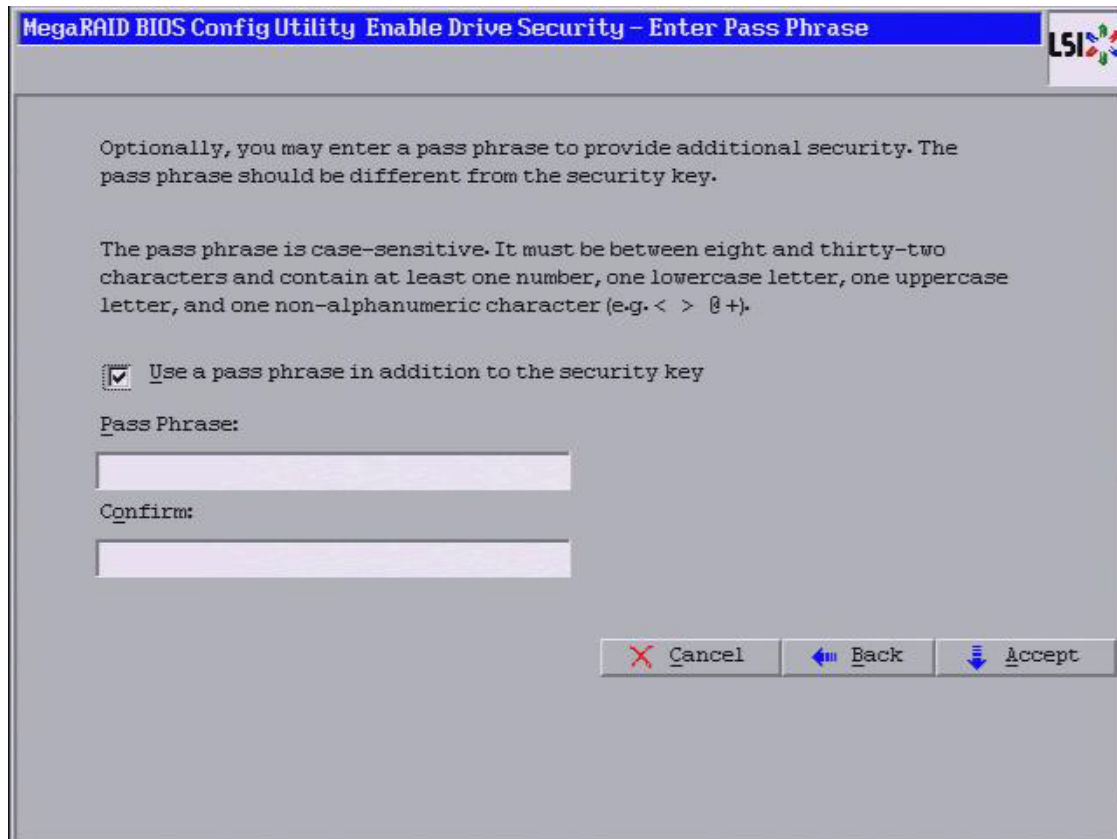 MegaRAID BIOS Config Utility Enable Drive Security – Enter Pass Phrase
LSI
Optionally, you may enter a pass phrase to provide additional security. The
pass phrase should be different from the security key.
The pass phrase is case-sensitive. It must be between eight and thirty-two
characters and contain at least one number, one lowercase letter, one uppercase
letter, and one non-alphanumeric character (e.g. < > @ +).
Use a pass phrase in addition to the security key
Pass Phrase:
Confirm:
Cancel Back Accept